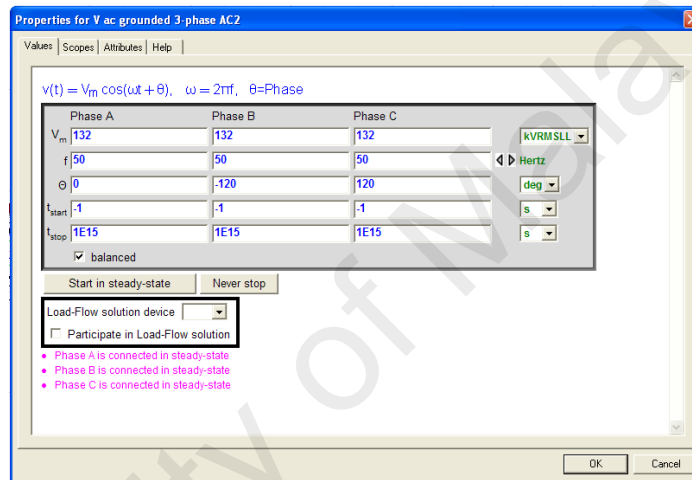 Properties for V ac grounded 3-phase AC2
Values Scopes Attributes Help
v(t) = Vm cos(ωt + θ), ω = 2πf, θ=Phase
Phase A Phase B Phase C
Vm 132 132 132 kVRMSLL
f 50 50 50 Hertz
Θ 0 -120 120 deg
tstart -1 -1 -1 s
tstop 1E15 1E15 1E15 s
balanced
Start in steady-state Never stop
Load-Flow solution device
Participate in Load-Flow solution
• Phase A is connected in steady-state
• Phase B is connected in steady-state
• Phase C is connected in steady-state
OK Cancel